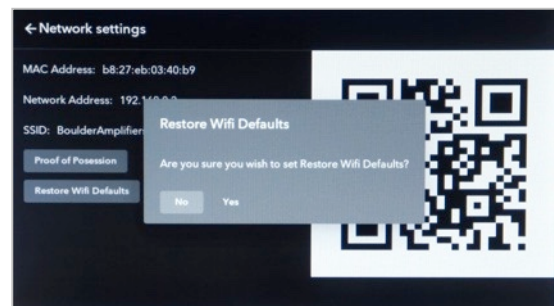 ←Network settings
MAC Address: b8:27:eb:03:40:b9
Network Address:
SSID: BoulderAmplifier
Proof of Posession
Restore Wifi Defaults
Restore Wifi Defaults
Are you sure you wish to set Restore Wifi Defaults?
No Yes